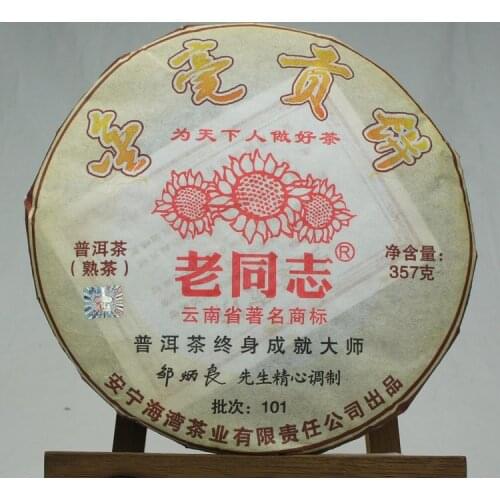 金毫贡饼
为天下人做好茶
老同志®
云南省著名商标
普洱茶
（熟茶）
净含量：
357克
普洱茶终身成就大师
邹炳良 先生精心调制
批次：101
安宁海湾茶业有限责任公司出品